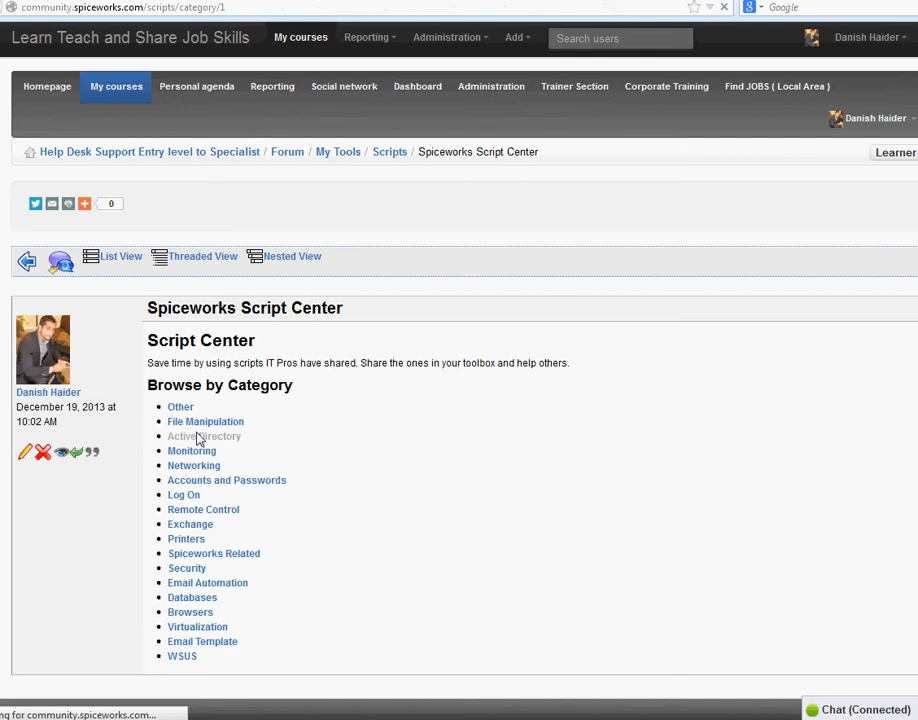 community.spiceworks.com/scripts/category/1
Google
Learn Teach and Share Job Skills My courses Reporting Administration Add Search users Danish Haider
Homepage My courses Personal agenda Reporting Social network Dashboard Administration Trainer Section Corporate Training Find JOBS ( Local Area )
Danish Haider
Help Desk Support Entry level to Specialist / Forum / My Tools / Scripts / Spiceworks Script Center
Learner
0
List View Threaded View Nested View
Spiceworks Script Center
Danish Haider
December 19, 2013 at
10:02 AM
Script Center
Save time by using scripts IT Pros have shared. Share the ones in your toolbox and help others.
Browse by Category
Other
File Manipulation
Active Directory
Monitoring
Networking
Accounts and Passwords
Log On
Remote Control
Exchange
Printers
Spiceworks Related
Security
Email Automation
Databases
Browsers
Virtualization
Email Template
WSUS
ng for community.spiceworks.com...
Chat (Connected)